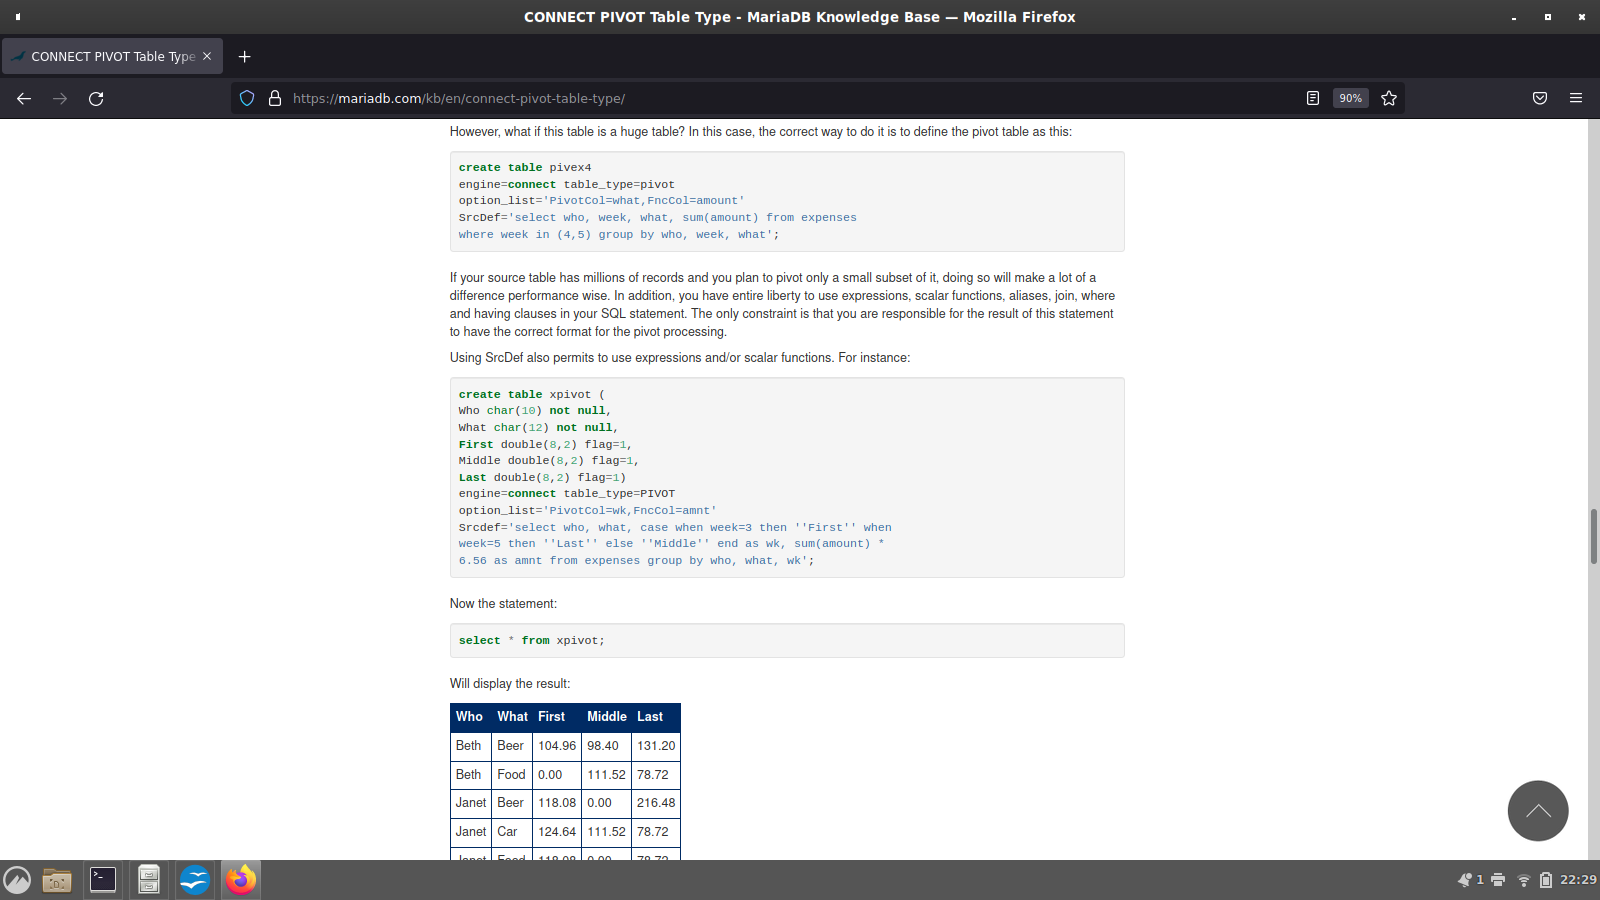 CONNECT PIVOT Table Type - MariaDB Knowledge Base — Mozilla Firefox
CONNECT PIVOT Table Type
https://mariadb.com/kb/en/connect-pivot-table-type/
90%
However, what if this table is a huge table? In this case, the correct way to do it is to define the pivot table as this:
create table pivex4
engine=connect table_type=pivot
option_list='PivotCol=what,FncCol=amount'
SrcDef='select who, week, what, sum(amount) from expenses
where week in (4,5) group by who, week, what';
If your source table has millions of records and you plan to pivot only a small subset of it, doing so will make a lot of a
difference performance wise. In addition, you have entire liberty to use expressions, scalar functions, aliases, join, where
and having clauses in your SQL statement. The only constraint is that you are responsible for the result of this statement
to have the correct format for the pivot processing.
Using SrcDef also permits to use expressions and/or scalar functions. For instance:
create table xpivot (
Who char(10) not null,
What char(12) not null,
First double(8,2) flag=1,
Middle double(8,2) flag=1,
Last double(8,2) flag=1)
engine=connect table_type=PIVOT
option_list='PivotCol=wk,FncCol=amnt'
Srcdef='select who, what, case when week=3 then ''First'' when
week=5 then ''Last'' else ''Middle'' end as wk, sum(amount) *
6.56 as amnt from expenses group by who, what, wk';
Now the statement:
select * from xpivot;
Will display the result:
Who What First Middle Last
Beth Beer 104.96 98.40 131.20
Beth Food 0.00 111.52 78.72
Janet Beer 118.08 0.00 216.48
Janet Car 124.64 111.52 78.72
Janet Food 118.08 0.00 78.72
1 22:29